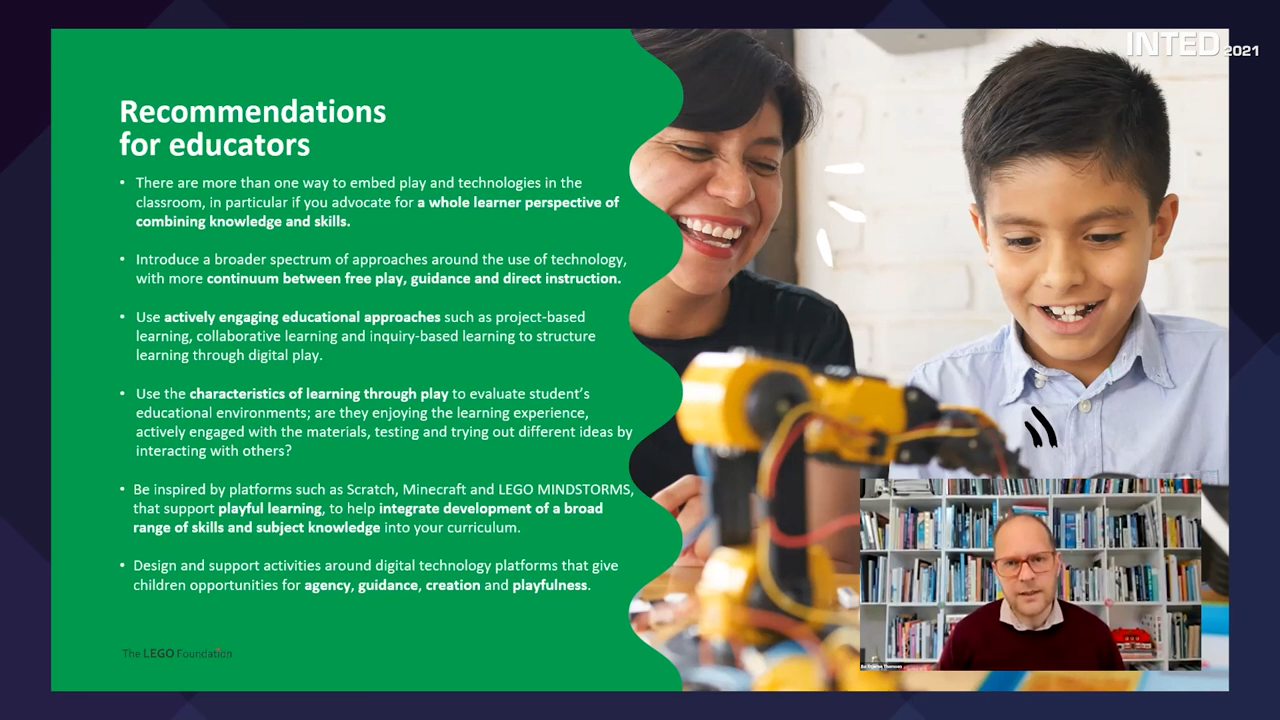 INTED 2021
Recommendations
for educators
• There are more than one way to embed play and technologies in the
classroom, in particular if you advocate for a whole learner perspective of
combining knowledge and skills.
• Introduce a broader spectrum of approaches around the use of technology,
with more continuum between free play, guidance and direct instruction.
• Use actively engaging educational approaches such as project-based
learning, collaborative learning and inquiry-based learning to structure
learning through digital play.
• Use the characteristics of learning through play to evaluate student's
educational environments; are they enjoying the learning experience,
actively engaged with the materials, testing and trying out different ideas by
interacting with others?
• Be inspired by platforms such as Scratch, Minecraft and LEGO MINDSTORMS,
that support playful learning, to help integrate development of a broad
range of skills and subject knowledge into your curriculum.
• Design and support activities around digital technology platforms that give
children opportunities for agency, guidance, creation and playfulness.
The LEGO Foundation